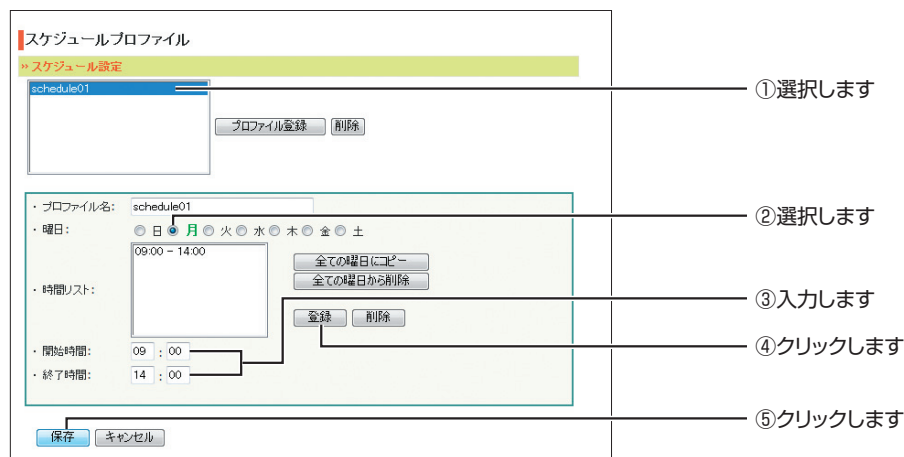 スケジュールプロファイル
»スケジュール設定
schedule01
①選択します
プロファイル登録 削除
・プロファイル名: schedule01
・曜日: 日 月 火 水 木 金 土
②選択します
09:00 - 14:00
全ての曜日にコピー
全ての曜日から削除
・時間リスト:
③入力します
登録 削除
④クリックします
・開始時間: 09 : 00
・終了時間: 14 : 00
⑤クリックします
保存 キャンセル